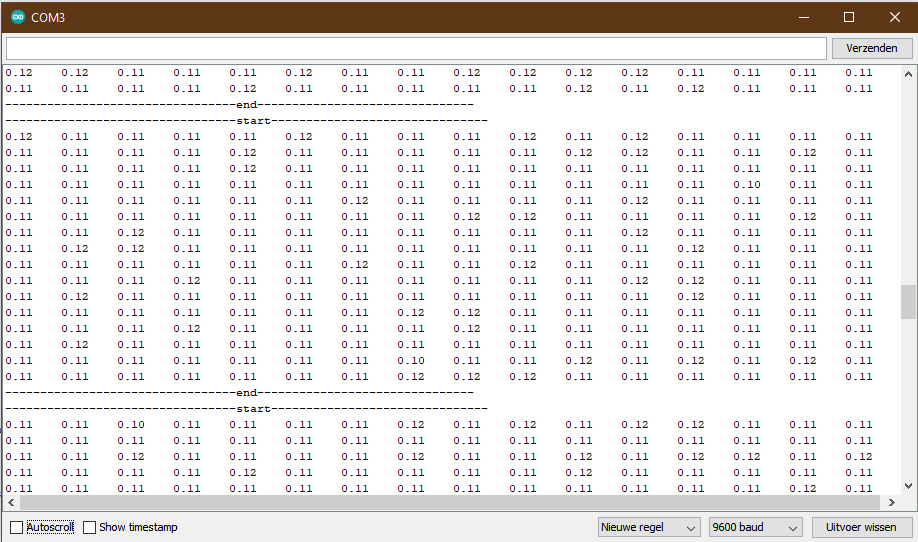 COM3
Verzenden
0.12 0.12 0.11 0.11 0.11 0.12 0.11 0.11 0.12 0.12 0.12 0.12 0.12 0.11 0.11 0.11
0.11 0.11 0.11 0.11 0.12 0.11 0.11 0.11 0.11 0.11 0.11 0.12 0.11 0.12 0.11 0.11
---------------------------------end-------------------------------
---------------------------------start-------------------------------
0.12 0.11 0.11 0.11 0.11 0.12 0.11 0.11 0.11 0.12 0.11 0.12 0.11 0.11 0.11 0.11
0.11 0.11 0.11 0.11 0.12 0.11 0.11 0.11 0.11 0.11 0.12 0.12 0.11 0.11 0.12 0.11
0.11 0.11 0.11 0.11 0.12 0.11 0.11 0.11 0.11 0.11 0.11 0.11 0.11 0.11 0.11 0.11
0.11 0.11 0.11 0.11 0.11 0.11 0.11 0.11 0.11 0.11 0.11 0.11 0.11 0.10 0.11 0.11
0.11 0.11 0.11 0.11 0.11 0.11 0.12 0.11 0.11 0.11 0.11 0.12 0.11 0.11 0.11 0.11
0.11 0.11 0.11 0.11 0.11 0.11 0.11 0.11 0.12 0.12 0.11 0.11 0.11 0.11 0.12 0.11
0.11 0.11 0.12 0.11 0.11 0.11 0.11 0.11 0.11 0.11 0.11 0.12 0.11 0.11 0.11 0.11
0.11 0.12 0.12 0.11 0.11 0.11 0.11 0.11 0.11 0.11 0.11 0.11 0.12 0.11 0.11 0.11
0.11 0.11 0.11 0.11 0.11 0.11 0.12 0.11 0.11 0.12 0.11 0.11 0.11 0.11 0.11 0.11
0.11 0.11 0.11 0.12 0.11 0.11 0.11 0.11 0.11 0.11 0.11 0.12 0.12 0.11 0.11 0.11
0.11 0.12 0.11 0.11 0.11 0.11 0.11 0.11 0.11 0.11 0.11 0.12 0.12 0.11 0.11 0.11
0.11 0.11 0.11 0.11 0.11 0.11 0.11 0.12 0.12 0.11 0.11 0.11 0.11 0.11 0.11 0.11
0.11 0.11 0.11 0.12 0.11 0.11 0.11 0.11 0.12 0.11 0.11 0.11 0.11 0.11 0.11 0.11
0.11 0.12 0.11 0.11 0.11 0.11 0.11 0.11 0.11 0.11 0.11 0.11 0.11 0.11 0.11 0.11
0.11 0.11 0.11 0.11 0.11 0.11 0.11 0.10 0.11 0.11 0.12 0.11 0.12 0.11 0.12 0.11
0.11 0.11 0.11 0.11 0.11 0.11 0.11 0.12 0.12 0.12 0.11 0.11 0.11 0.11 0.11 0.11
---------------------------------end-------------------------------
---------------------------------start-------------------------------
0.11 0.11 0.10 0.11 0.11 0.11 0.11 0.12 0.11 0.12 0.11 0.12 0.12 0.11 0.11 0.11
0.11 0.11 0.11 0.11 0.11 0.11 0.11 0.11 0.11 0.11 0.11 0.11 0.11 0.11 0.11 0.11
0.11 0.11 0.12 0.11 0.11 0.11 0.11 0.12 0.11 0.11 0.12 0.11 0.12 0.11 0.12 0.12
0.11 0.11 0.11 0.11 0.12 0.11 0.11 0.11 0.11 0.11 0.12 0.11 0.11 0.11 0.11 0.11
0.11 0.11 0.11 0.11 0.11 0.11 0.11 0.11 0.11 0.11 0.11 0.11 0.11 0.11 0.12 0.11
Autoscroll Show timestamp Nieuwe regel 9600 baud Uitvoer wissen